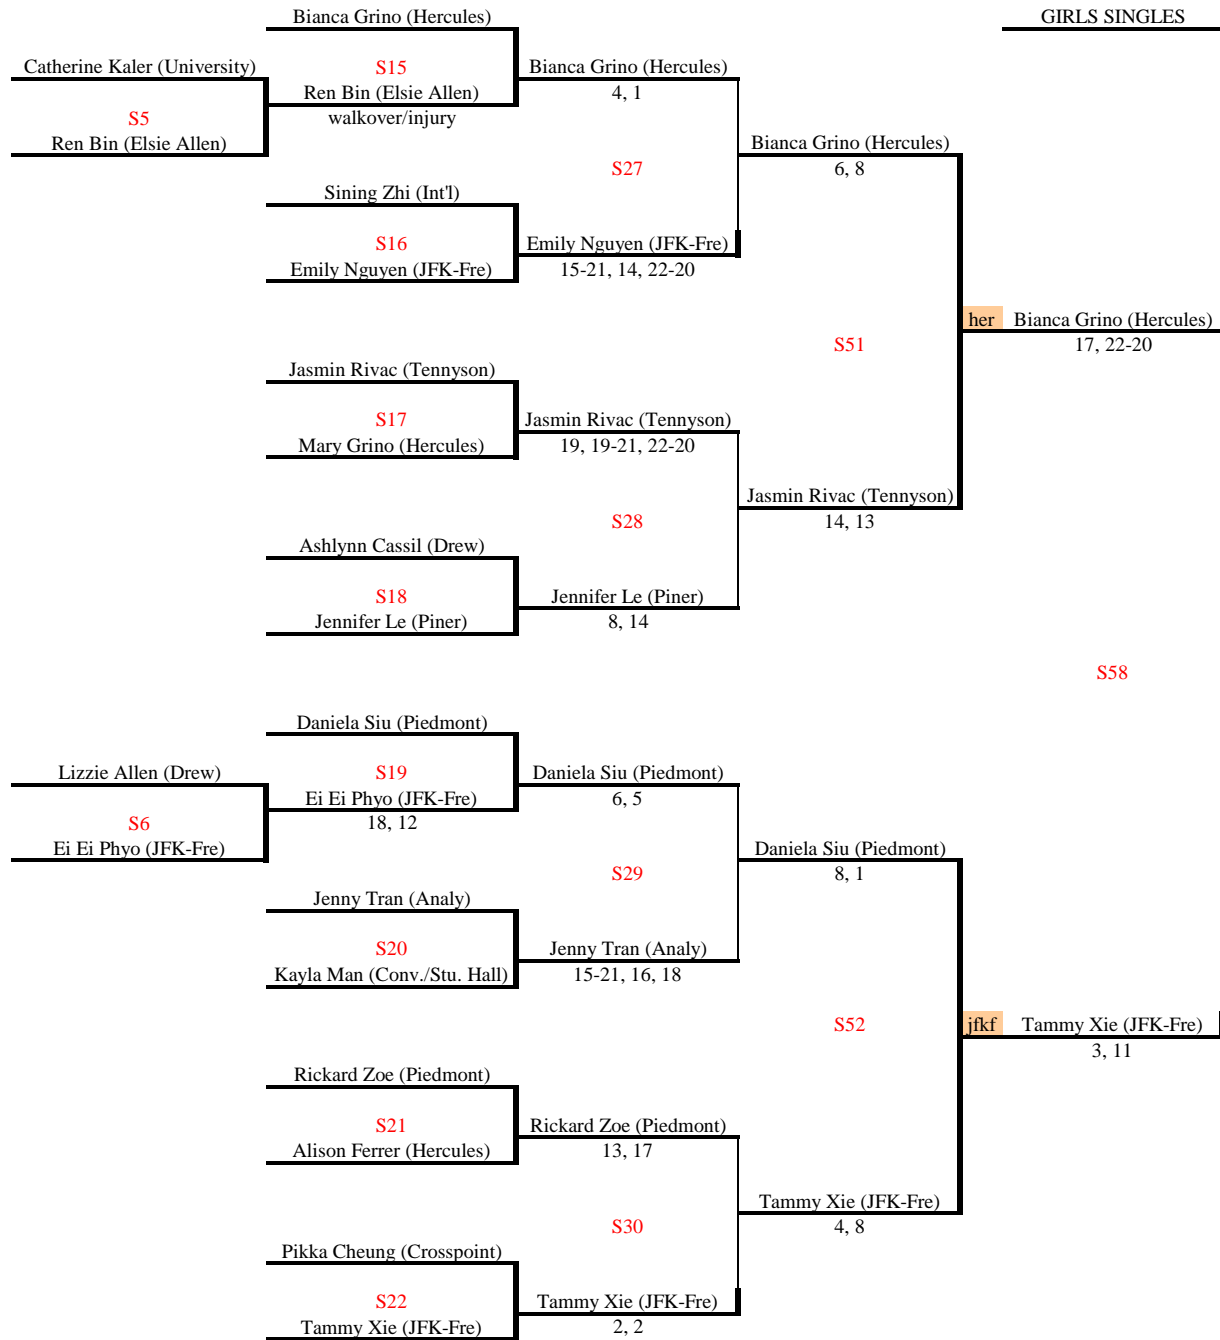 Bianca Grino (Hercules)
GIRLS SINGLES
Catherine Kaler (University)
S15
Bianca Grino (Hercules)
Ren Bin (Elsie Allen)
4, 1
S5
walkover/injury
Ren Bin (Elsie Allen)
Bianca Grino (Hercules)
S27
6, 8
Sining Zhi (Int'l)
S16
Emily Nguyen (JFK-Fre)
Emily Nguyen (JFK-Fre)
15-21, 14, 22-20
her
Bianca Grino (Hercules)
S51
17, 22-20
Jasmin Rivac (Tennyson)
S17
Jasmin Rivac (Tennyson)
Mary Grino (Hercules)
19, 19-21, 22-20
Jasmin Rivac (Tennyson)
S28
14, 13
Ashlynn Cassil (Drew)
S18
Jennifer Le (Piner)
Jennifer Le (Piner)
8, 14
S58
Daniela Siu (Piedmont)
Lizzie Allen (Drew)
S19
Daniela Siu (Piedmont)
Ei Ei Phyo (JFK-Fre)
6, 5
S6
18, 12
Ei Ei Phyo (JFK-Fre)
Daniela Siu (Piedmont)
S29
8, 1
Jenny Tran (Analy)
S20
Jenny Tran (Analy)
Kayla Man (Conv./Stu. Hall)
15-21, 16, 18
S52
jfkf
Tammy Xie (JFK-Fre)
3, 11
Rickard Zoe (Piedmont)
S21
Rickard Zoe (Piedmont)
Alison Ferrer (Hercules)
13, 17
Tammy Xie (JFK-Fre)
S30
4, 8
Pikka Cheung (Crosspoint)
S22
Tammy Xie (JFK-Fre)
Tammy Xie (JFK-Fre)
2, 2